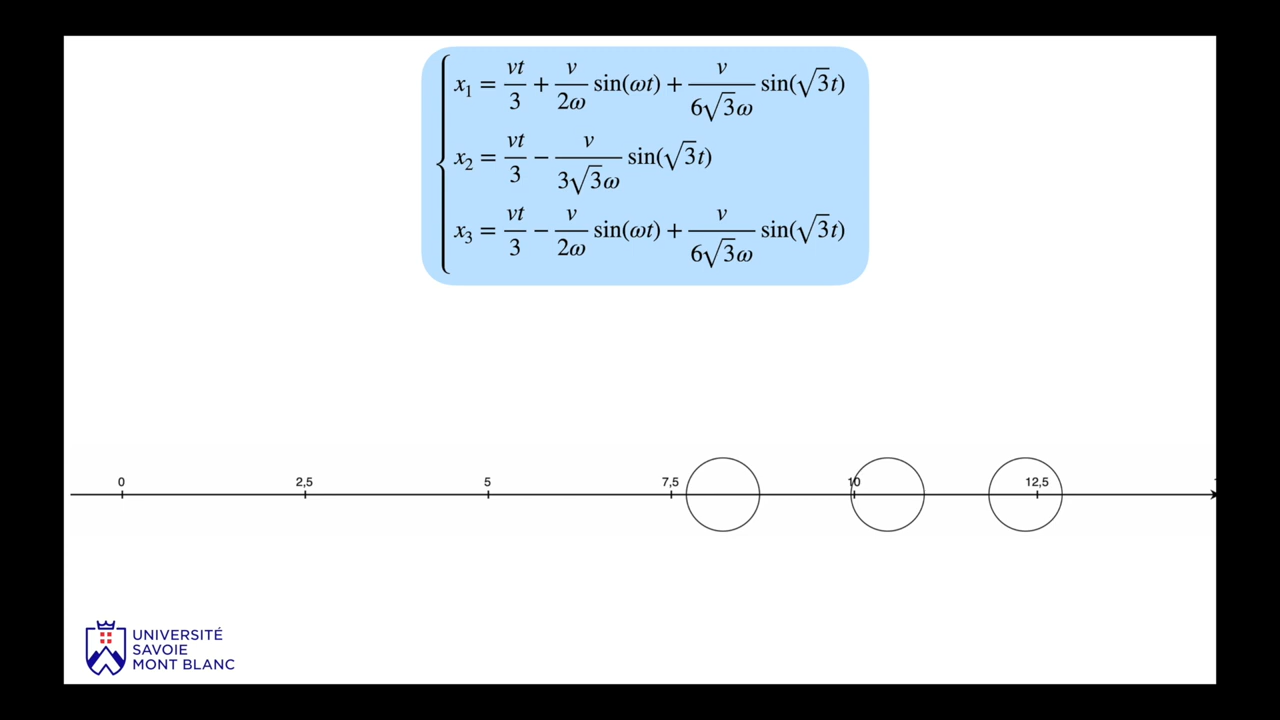 x₁ = vt/3 + v/2ω sin(ωt) + v/6√3ω sin(√3t)
x₂ = vt/3 − v/3√3ω sin(√3t)
x₃ = vt/3 − v/2ω sin(ωt) + v/6√3ω sin(√3t)
0 2,5 5 7,5 10 12,5
UNIVERSITÉ
SAVOIE
MONT BLANC